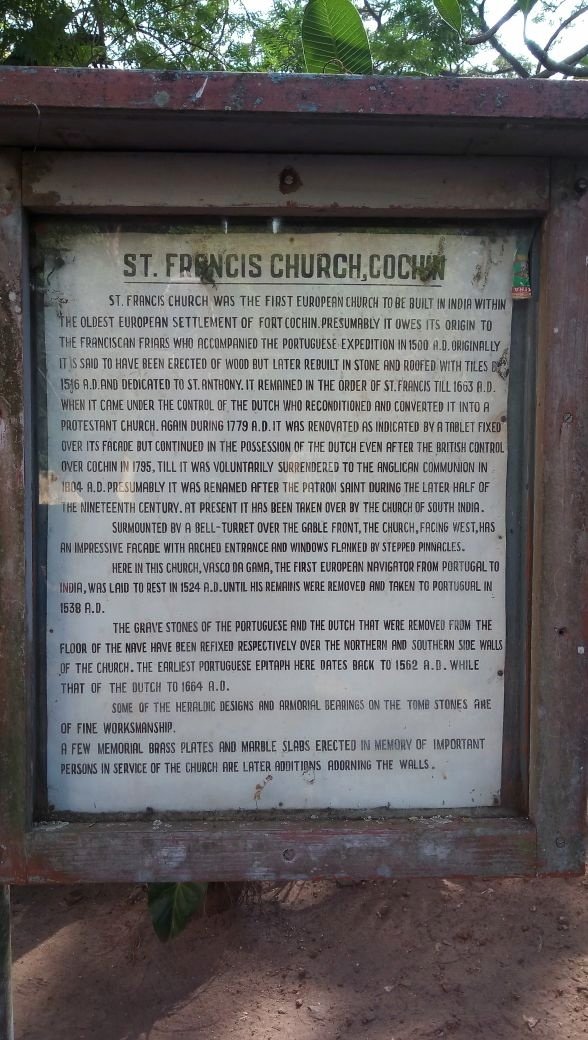 ST. FRANCIS CHURCH, COCHIN
ST. FRANCIS CHURCH WAS THE FIRST EUROPEAN CHURCH TO BE BUILT IN INDIA WITHIN
THE OLDEST EUROPEAN SETTLEMENT OF FORT COCHIN. PRESUMABLY IT OWES ITS ORIGIN TO
THE FRANCISCAN FRIARS WHO ACCOMPANIED THE PORTUGUESE EXPEDITION IN 1500 A.D. ORIGINALLY
IT IS SAID TO HAVE BEEN ERECTED OF WOOD BUT LATER REBUILT IN STONE AND ROOFED WITH TILES
1516 A.D. AND DEDICATED TO ST. ANTHONY. IT REMAINED IN THE ORDER OF ST. FRANCIS TILL 1663 A.D.
WHEN IT CAME UNDER THE CONTROL OF THE DUTCH WHO RECONDITIONED AND CONVERTED IT INTO A
PROTESTANT CHURCH. AGAIN DURING 1779 A.D. IT WAS RENOVATED AS INDICATED BY A TABLET FIXED
OVER ITS FACADE BUT CONTINUED IN THE POSSESSION OF THE DUTCH EVEN AFTER THE BRITISH CONTROL
OVER COCHIN IN 1795, TILL IT WAS VOLUNTARILY SURRENDERED TO THE ANGLICAN COMMUNION IN
1804 A.D. PRESUMABLY IT WAS RENAMED AFTER THE PATRON SAINT DURING THE LATER HALF OF
THE NINETEENTH CENTURY. AT PRESENT IT HAS BEEN TAKEN OVER BY THE CHURCH OF SOUTH INDIA.
SURMOUNTED BY A BELL-TURRET OVER THE GABLE FRONT, THE CHURCH, FACING WEST, HAS
AN IMPRESSIVE FACADE WITH ARCHED ENTRANCE AND WINDOWS FLANKED BY STEPPED PINNACLES.
HERE IN THIS CHURCH, VASCO DA GAMA, THE FIRST EUROPEAN NAVIGATOR FROM PORTUGAL TO
INDIA, WAS LAID TO REST IN 1524 A.D. UNTIL HIS REMAINS WERE REMOVED AND TAKEN TO PORTUGUAL IN
1538 A.D.
THE GRAVE STONES OF THE PORTUGUESE AND THE DUTCH THAT WERE REMOVED FROM THE
FLOOR OF THE NAVE HAVE BEEN REFIXED RESPECTIVELY OVER THE NORTHERN AND SOUTHERN SIDE WALLS
OF THE CHURCH. THE EARLIEST PORTUGUESE EPITAPH HERE DATES BACK TO 1562 A.D. WHILE
THAT OF THE DUTCH TO 1664 A.D.
SOME OF THE HERALDIC DESIGNS AND ARMORIAL BEARINGS ON THE TOMB STONES ARE
OF FINE WORKSMANSHIP.
A FEW MEMORIAL BRASS PLATES AND MARBLE SLABS ERECTED IN MEMORY OF IMPORTANT
PERSONS IN SERVICE OF THE CHURCH ARE LATER ADDITIONS ADORNING THE WALLS.